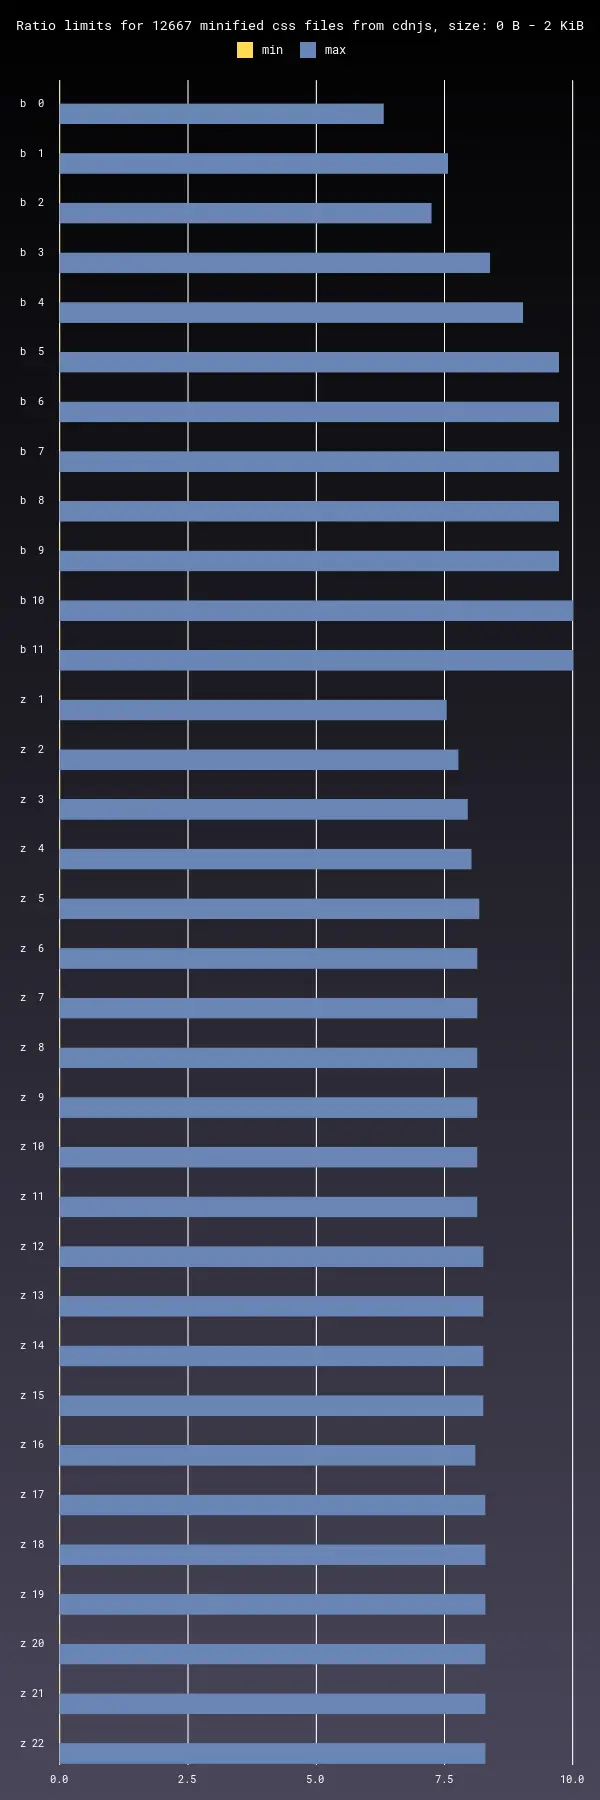 Ratio limits for 12667 minified css files from cdnjs, size: 0 B - 2 KiB
min max
b 0
b 1
b 2
b 3
b 4
b 5
b 6
b 7
b 8
b 9
b 10
b 11
z 1
z 2
z 3
z 4
z 5
z 6
z 7
z 8
z 9
z 10
z 11
z 12
z 13
z 14
z 15
z 16
z 17
z 18
z 19
z 20
z 21
z 22
0.0 2.5 5.0 7.5 10.0